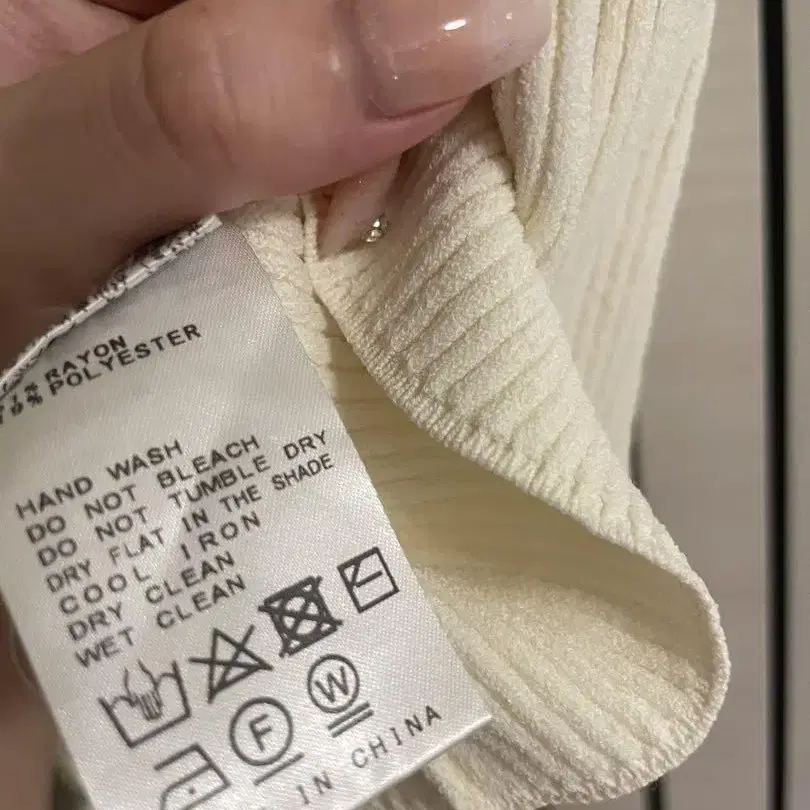 RAYON
POLYESTER
HAND WASH
DO NOT BLEACH
DO NOT TUMBLE DRY
DRY FLAT IN THE SHADE
COOL IRON
DRY CLEAN
WET CLEAN
F
W
IN CHINA